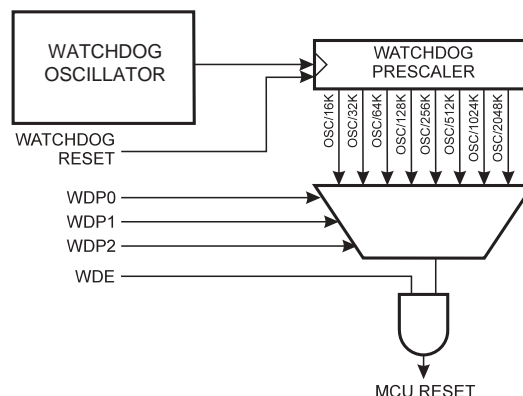 WATCHDOG
OSCILLATOR
WATCHDOG
PRESCALER
WATCHDOG
RESET
OSC/16K
OSC/32K
OSC/64K
OSC/128K
OSC/256K
OSC/512K
OSC/1024K
OSC/2048K
WDP0
WDP1
WDP2
WDE
MCU RESET